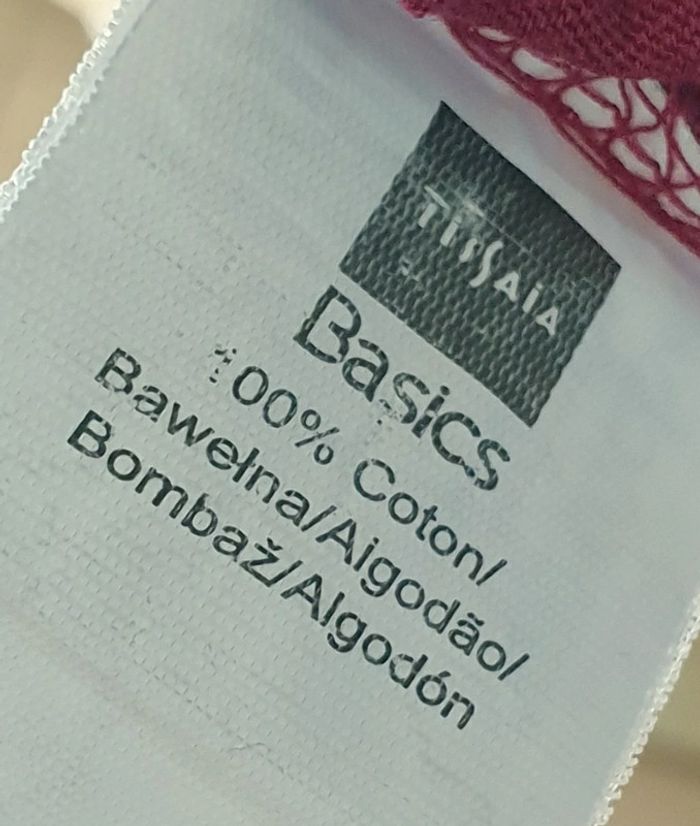 TISSAIA
Basics
100% Coton/
Bawełna/Algodão/
Bombaž/Algodón